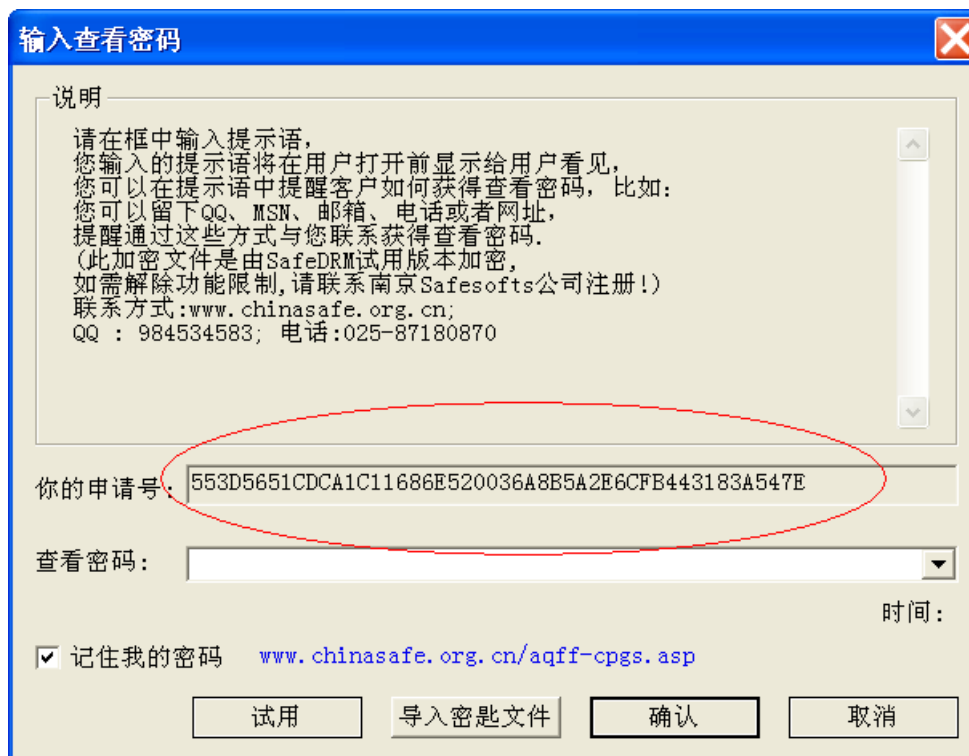 输入查看密码
说明
请在框中输入提示语，
您输入的提示语将在用户打开前显示给用户看见，
您可以在提示语中提醒客户如何获得查看密码，比如：
您可以留下QQ、MSN、邮箱、电话或者网址，
提醒通过这些方式与您联系获得查看密码.
(此加密文件是由SafeDRM试用版本加密,
如需解除功能限制,请联系南京Safesofts公司注册!)
联系方式:www.chinasafe.org.cn;
QQ : 984534583; 电话:025-87180870
你的申请号: 553D5651CDCA1C11686E520036A8B5A2E6CFB443183A547E
查看密码:
时间:
记住我的密码 www.chinasafe.org.cn/aqff-cpgs.asp
试用 导入密匙文件 确认 取消